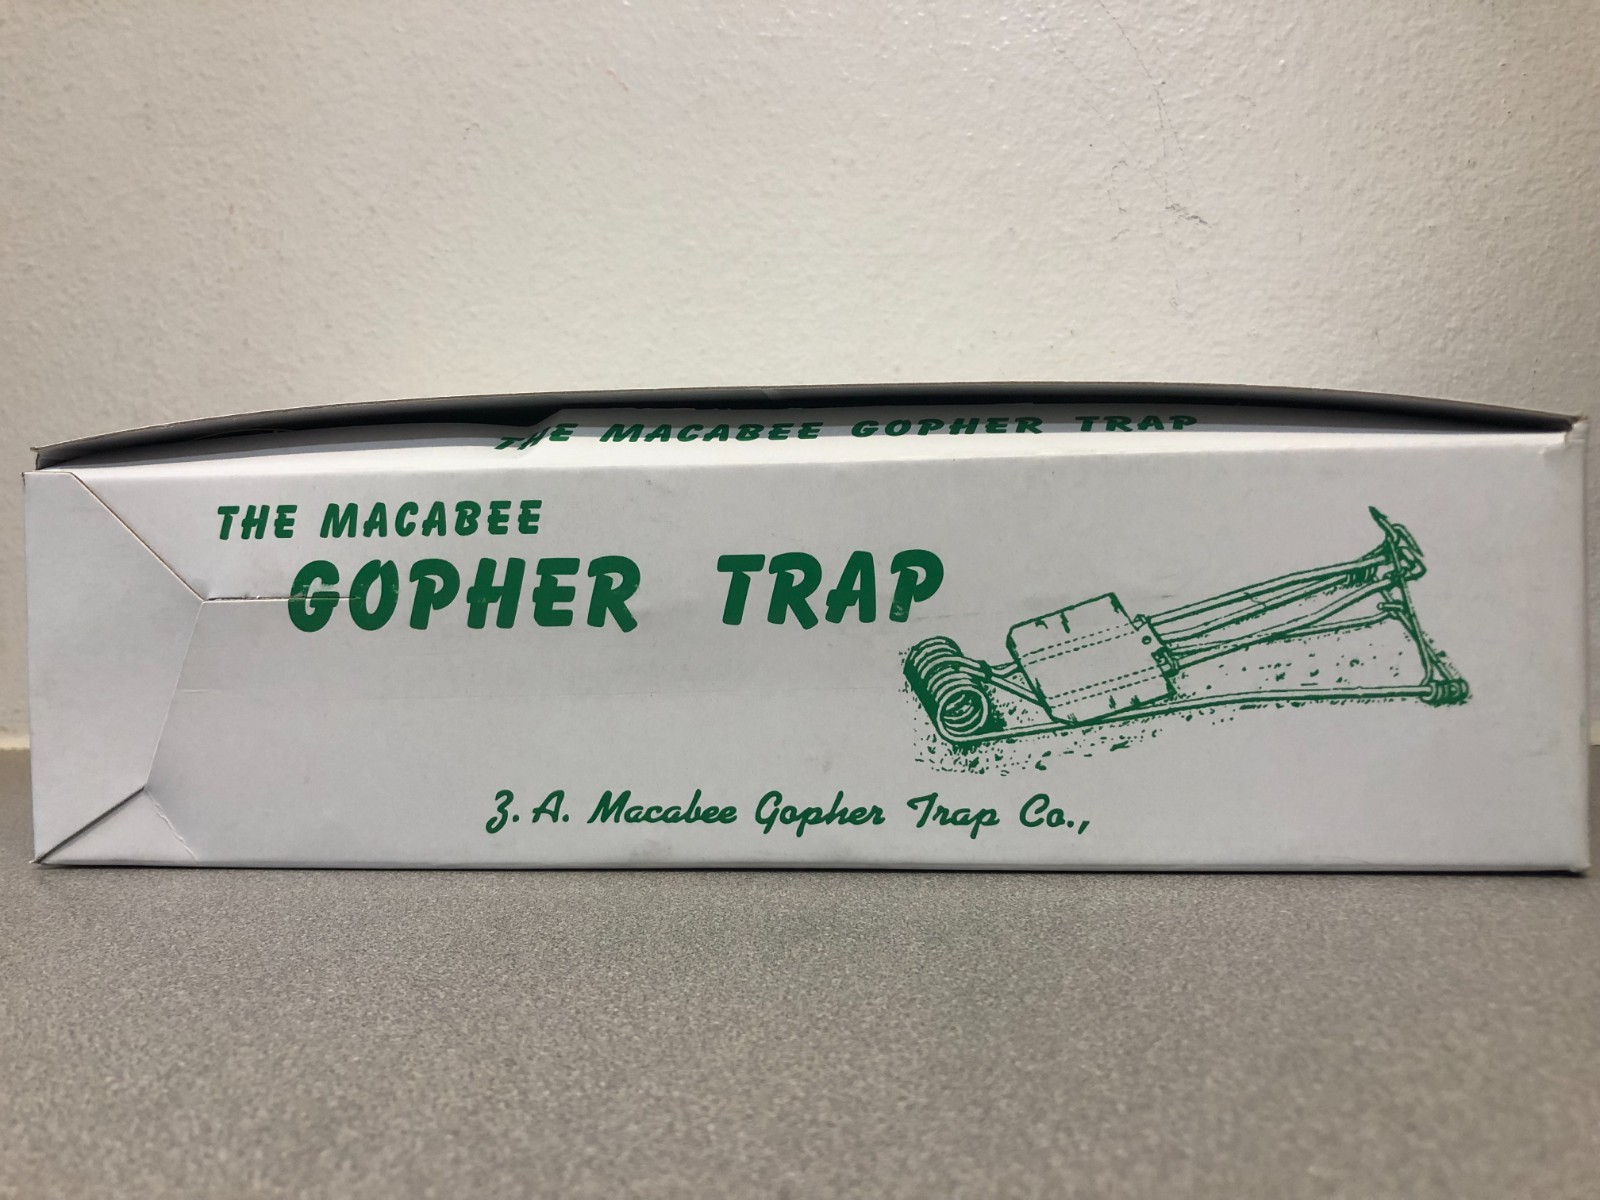 THE MACABEE GOPHER TRAP
THE MACABEE
GOPHER TRAP
Z. A. Macabee Gopher Trap Co.,